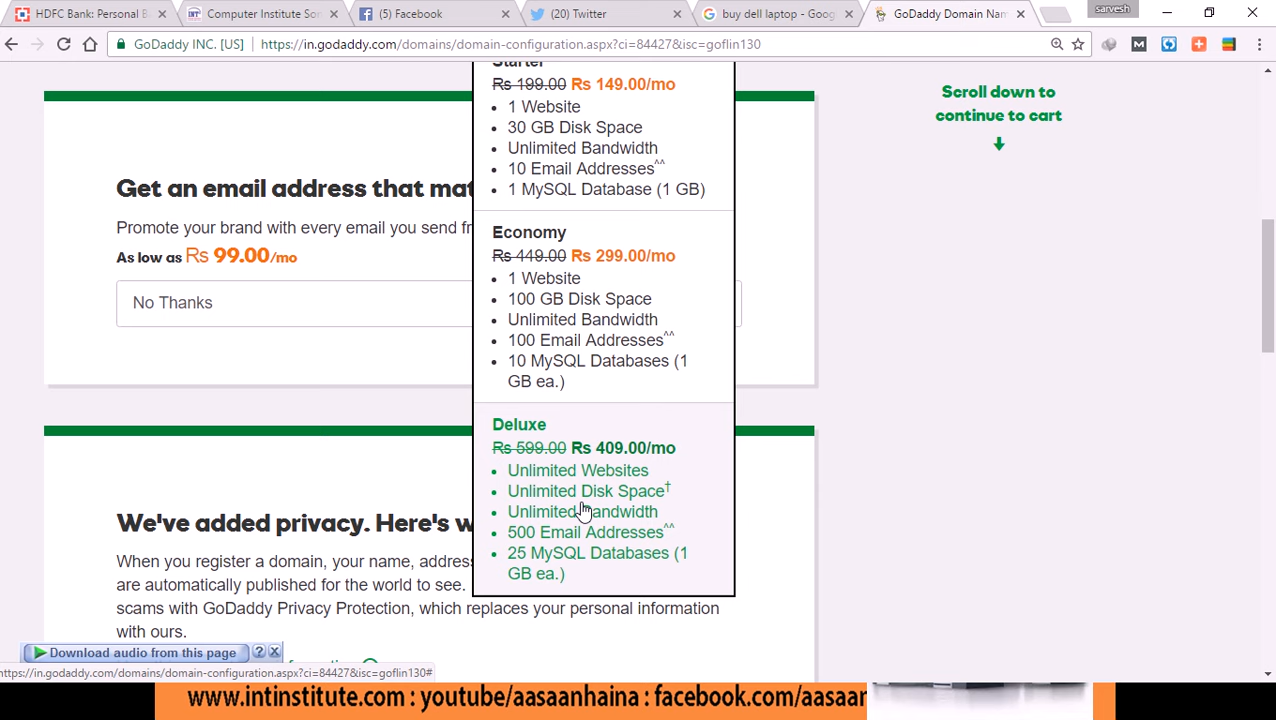 HDFC Bank: Personal B
Computer Institute Son
(5) Facebook
(20) Twitter
buy dell laptop - Goog
GoDaddy Domain Nam
sarvesh
GoDaddy INC. [US]
https://in.godaddy.com/domains/domain-configuration.aspx?ci=84427&isc=goflin130
Starter
Rs 199.00 Rs 149.00/mo
• 1 Website
• 30 GB Disk Space
• Unlimited Bandwidth
• 10 Email Addresses^^
• 1 MySQL Database (1 GB)
Economy
Rs 449.00 Rs 299.00/mo
• 1 Website
• 100 GB Disk Space
• Unlimited Bandwidth
• 100 Email Addresses^^
• 10 MySQL Databases (1
GB ea.)
Deluxe
Rs 599.00 Rs 409.00/mo
• Unlimited Websites
• Unlimited Disk Space†
• Unlimited Bandwidth
• 500 Email Addresses^^
• 25 MySQL Databases (1
GB ea.)
Scroll down to
continue to cart
Get an email address that mat
Promote your brand with every email you send fr
As low as Rs 99.00/mo
No Thanks
We've added privacy. Here's w
When you register a domain, your name, addres
are automatically published for the world to see.
scams with GoDaddy Privacy Protection, which replaces your personal information
with ours.
Download audio from this page
?
https://in.godaddy.com/domains/domain-configuration.aspx?ci=84427&isc=goflin130#
www.intinstitute.com : youtube/aasaanhaina : facebook.com/aasaar